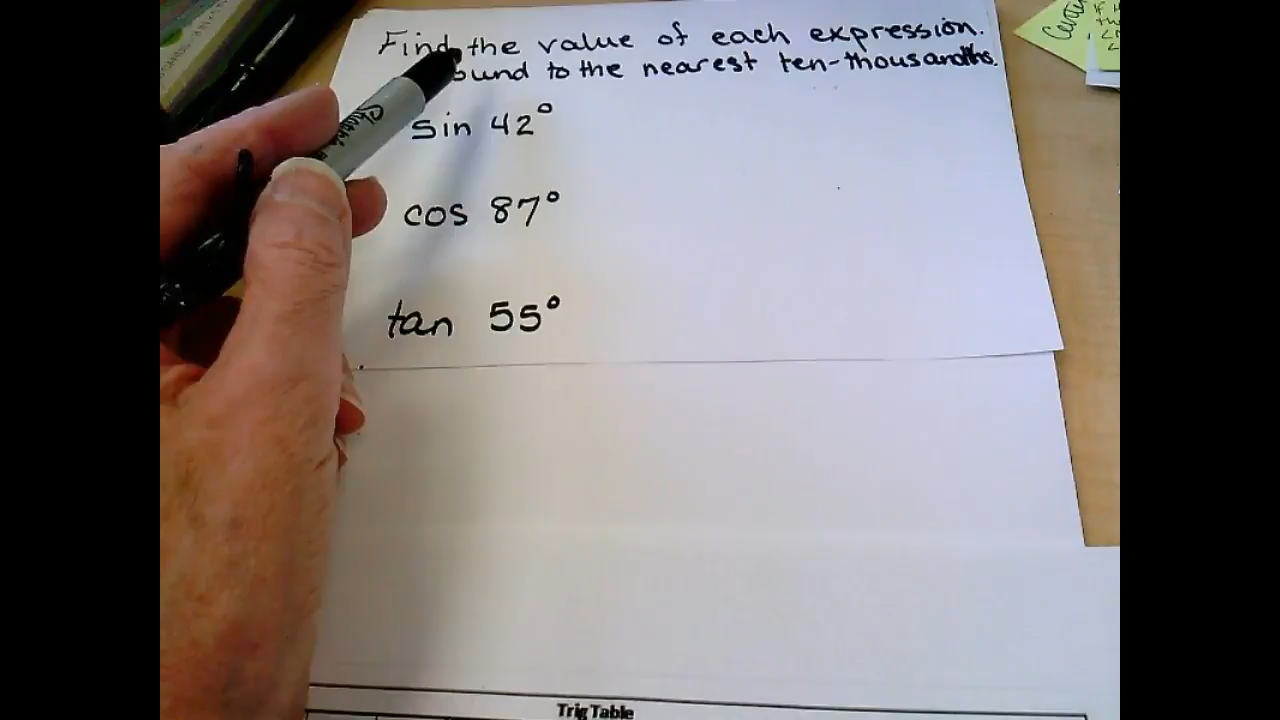 Find the value of each expression.
ound to the nearest ten-thousandths.
sin 42°
cos 87°
tan 55°
Trig Table